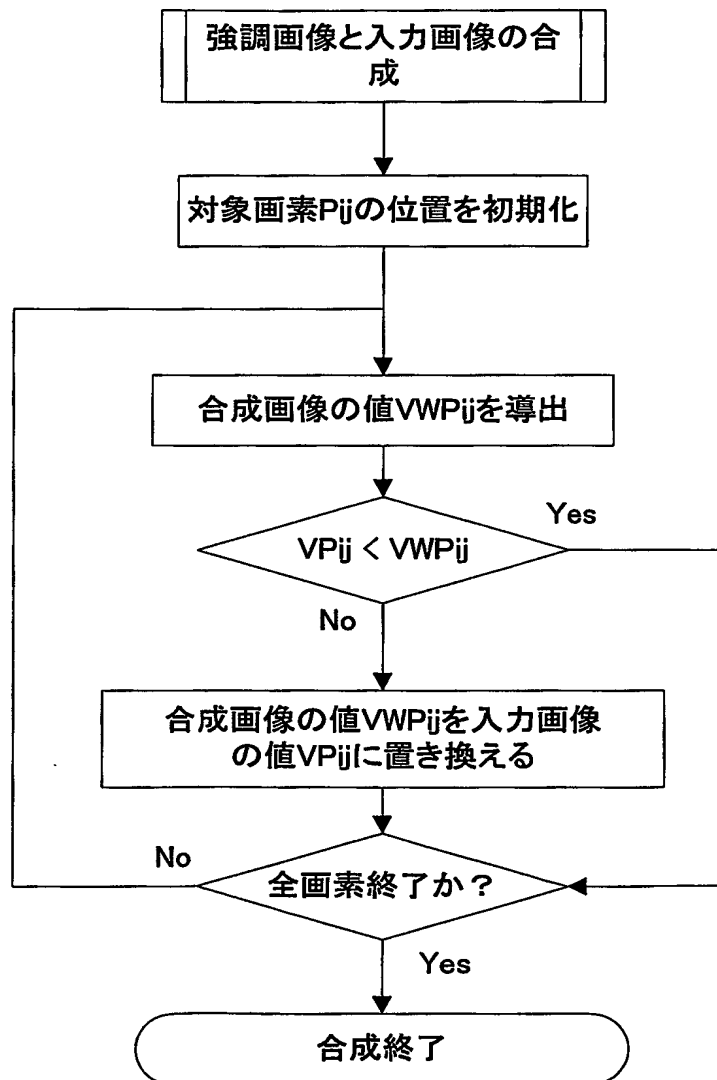 強調画像と入力画像の合
成
対象画素Pijの位置を初期化
合成画像の値VWPijを導出
VPij < VWPij
Yes
No
合成画像の値VWPijを入力画像
の値VPijに置き換える
全画素終了か？
No
Yes
合成終了